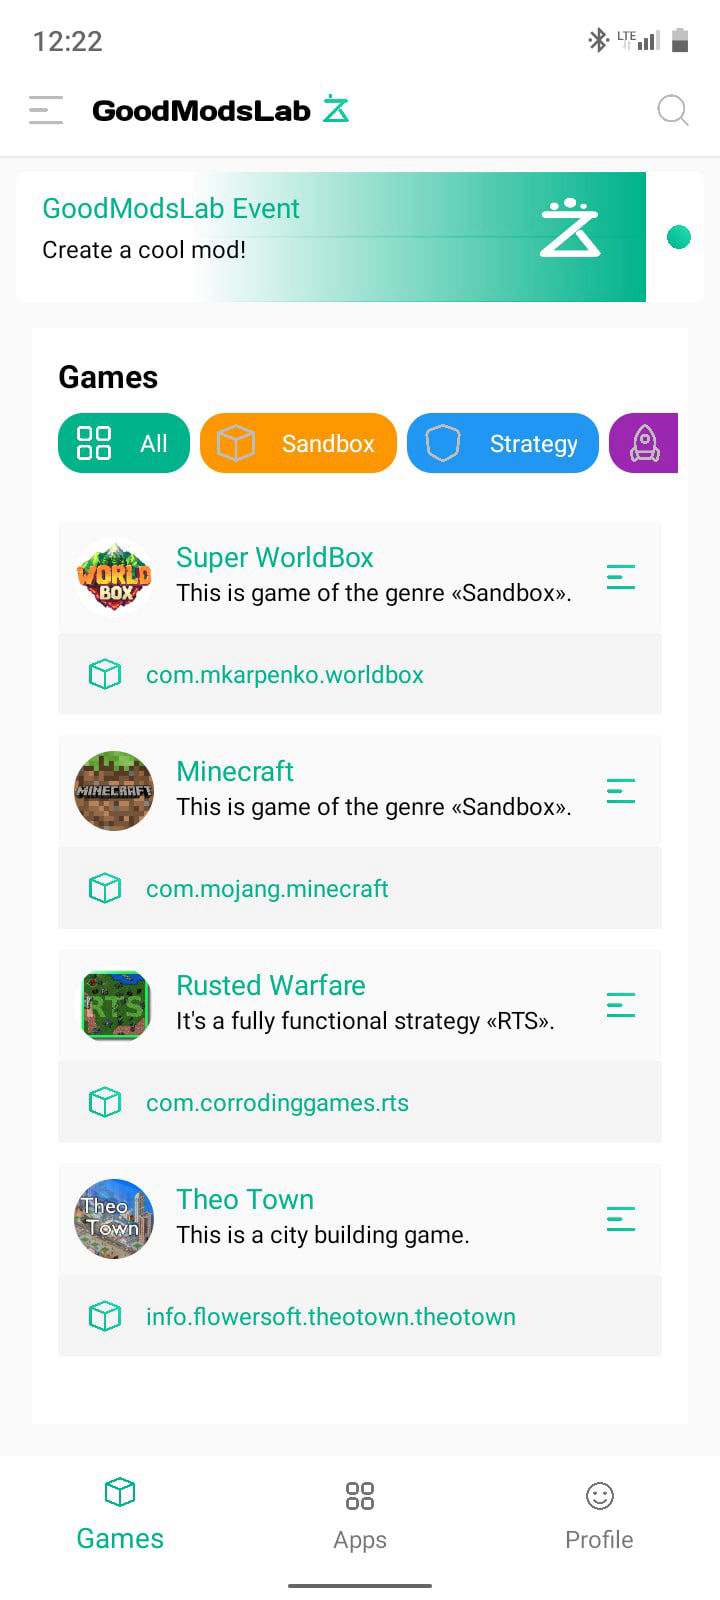 12:22
LTE
GoodModsLab
GoodModsLab Event
Create a cool mod!
Games
All
Sandbox
Strategy
WORLD
BOX
Super WorldBox
This is game of the genre «Sandbox».
com.mkarpenko.worldbox
MINECRAFT
Minecraft
This is game of the genre «Sandbox».
com.mojang.minecraft
RTS
Rusted Warfare
It's a fully functional strategy «RTS».
com.corrodinggames.rts
Theo
Town
Theo Town
This is a city building game.
info.flowersoft.theotown.theotown
Games
Apps
Profile